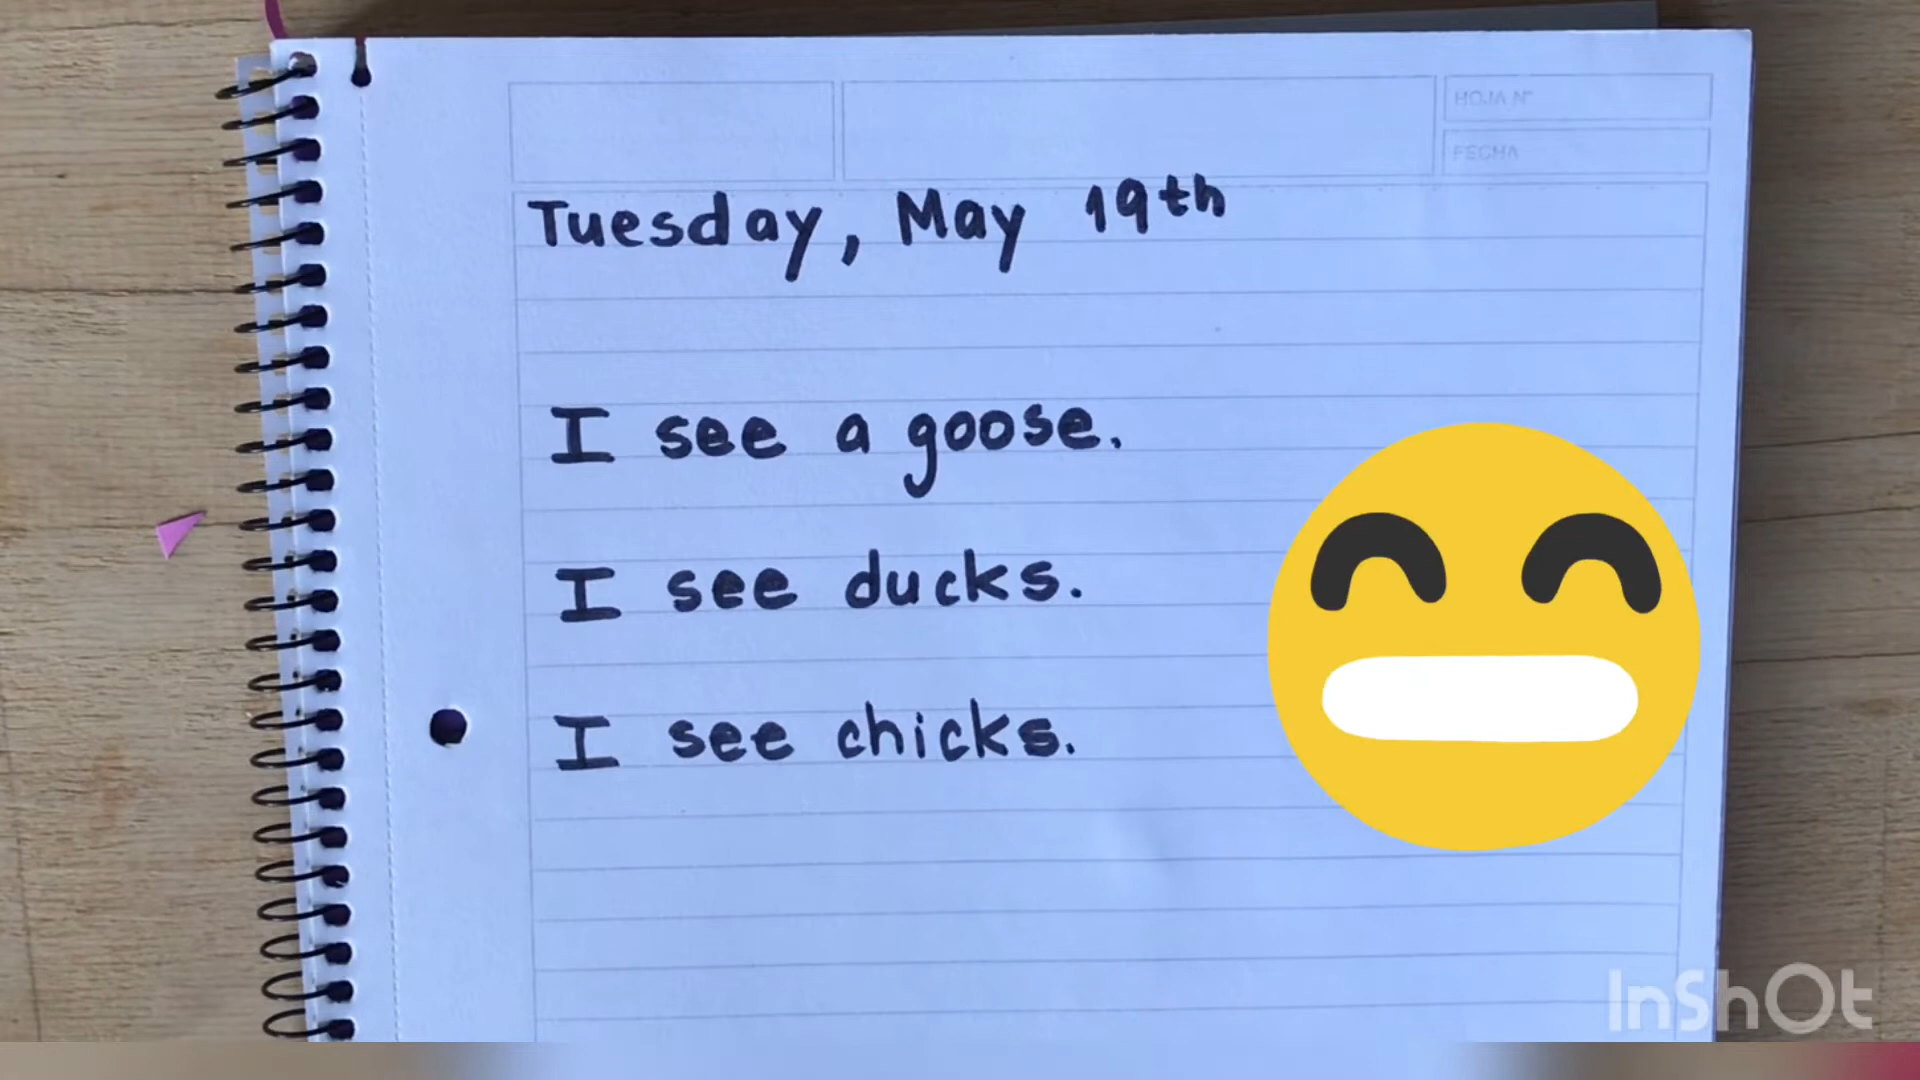 HOJA N°
FECHA
Tuesday, May 19th
I see a goose.
I see ducks.
I see chicks.
InShOt